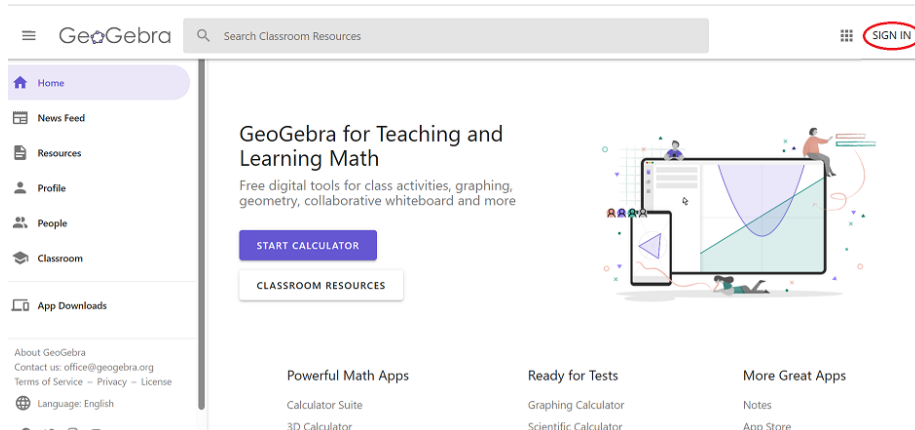 GeoGebra
Search Classroom Resources
SIGN IN
Home
News Feed
Resources
Profile
People
Classroom
App Downloads
About GeoGebra
Contact us: office@geogebra.org
Terms of Service – Privacy – License
Language: English
GeoGebra for Teaching and
Learning Math
Free digital tools for class activities, graphing,
geometry, collaborative whiteboard and more
START CALCULATOR
CLASSROOM RESOURCES
Powerful Math Apps
Calculator Suite
3D Calculator
Ready for Tests
Graphing Calculator
Scientific Calculator
More Great Apps
Notes
App Store